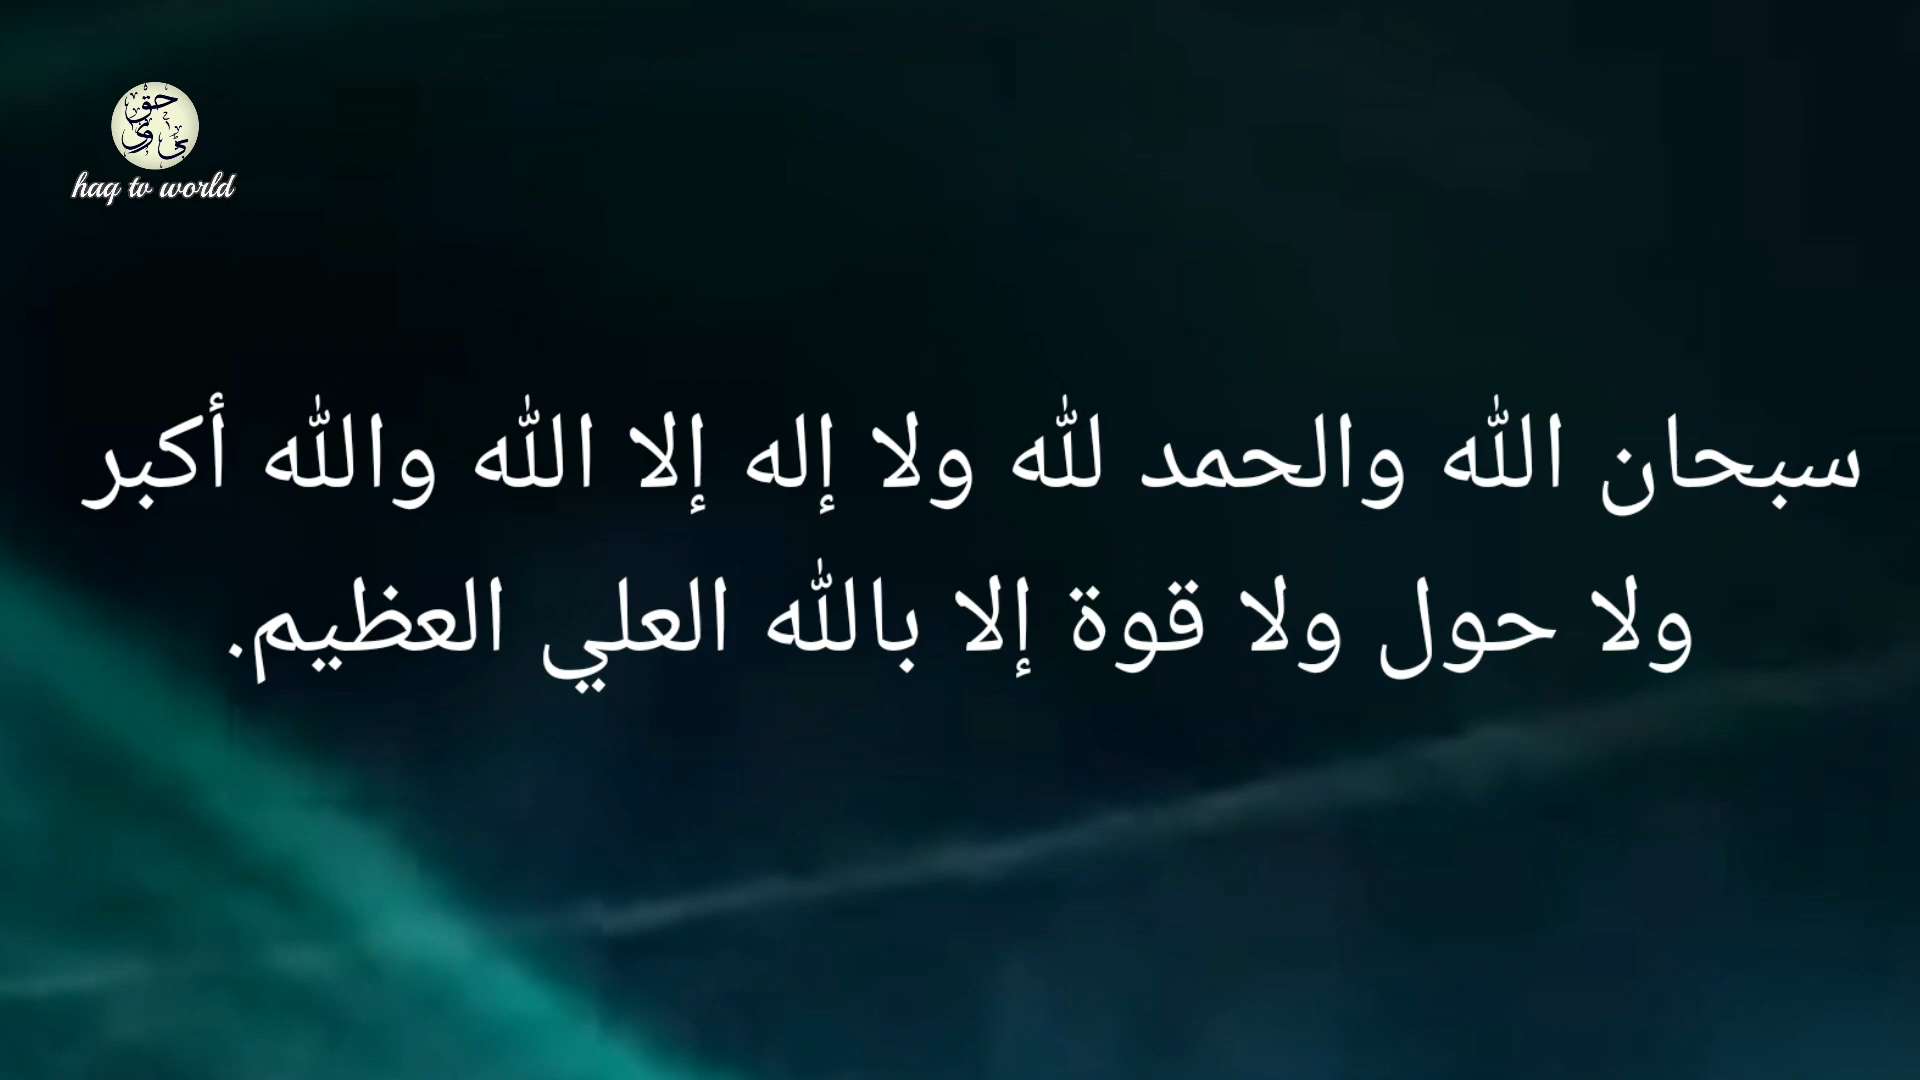 حق
haq tv world
سبحان الله والحمد لله ولا إله إلا الله والله أكبر
ولا حول ولا قوة إلا بالله العلي العظيم.